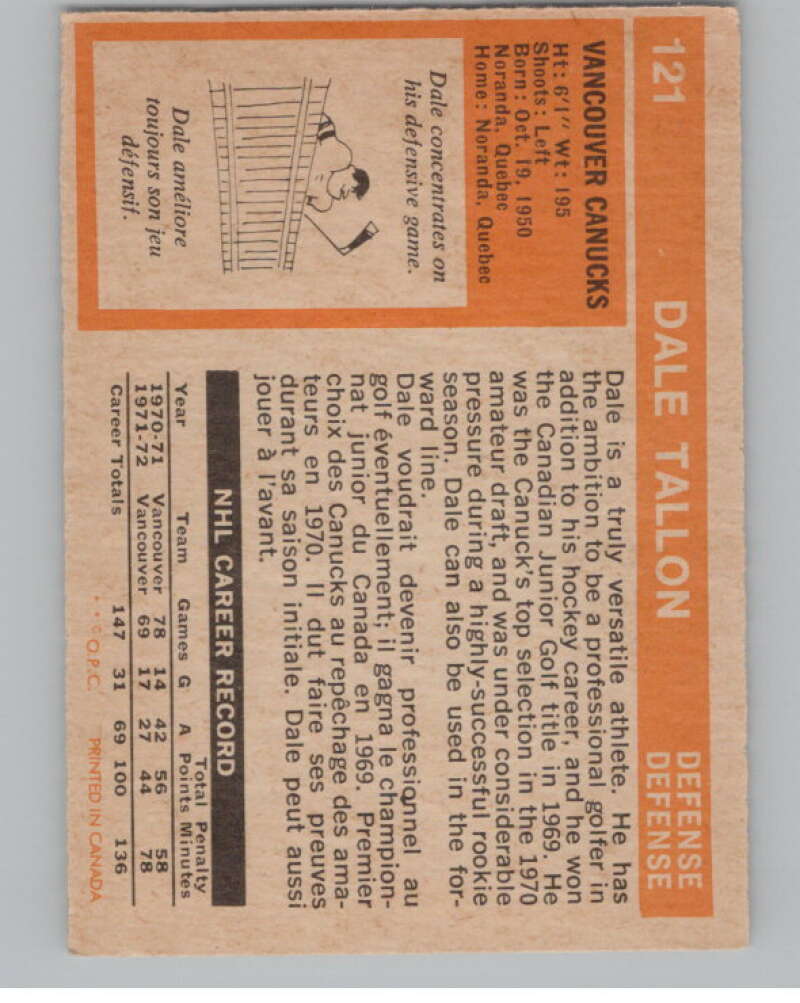 121
DALE TALLON
DEFENSE
DEFENSE
VANCOUVER CANUCKS
Ht: 6'1" Wt: 195
Shoots: Left
Born: Oct. 19, 1950
Noranda, Quebec
Home: Noranda, Quebec
Dale concentrates on
his defensive game.
Dale améliore
toujours son jeu
défensif.
Dale is a truly versatile athlete. He has
the ambition to be a professional golfer in
addition to his hockey career, and he won
the Canadian Junior Golf title in 1969. He
was the Canuck's top selection in the 1970
amateur draft, and was under considerable
pressure during a highly-successful rookie
season. Dale can also be used in the for-
ward line.
Dale voudrait devenir professionnel au
golf éventuellement; il gagna le champion-
nat junior du Canada en 1969. Premier
choix des Canucks au repêchage des ama-
teurs en 1970. Il dut faire ses preuves
durant sa saison initiale. Dale peut aussi
jouer à l'avant.
NHL CAREER RECORD
Total Penalty
Year Team Games G A Points Minutes
1970-71 Vancouver 78 14 42 56 58
1971-72 Vancouver 69 17 27 44 78
Career Totals 147 31 69 100 136
**© O.P.C. PRINTED IN CANADA